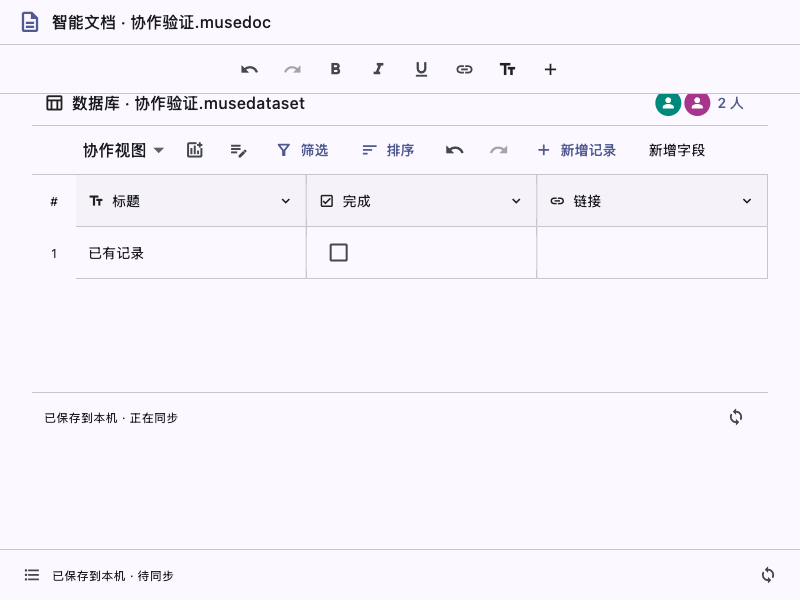 智能文档 · 协作验证.musedoc
B I U Tт +
数据库 · 协作验证.musedataset 2 人
协作视图 筛选 排序 新增记录 新增字段
# Tт 标题 完成 链接
1 已有记录
已保存到本机 · 正在同步
已保存到本机 · 待同步